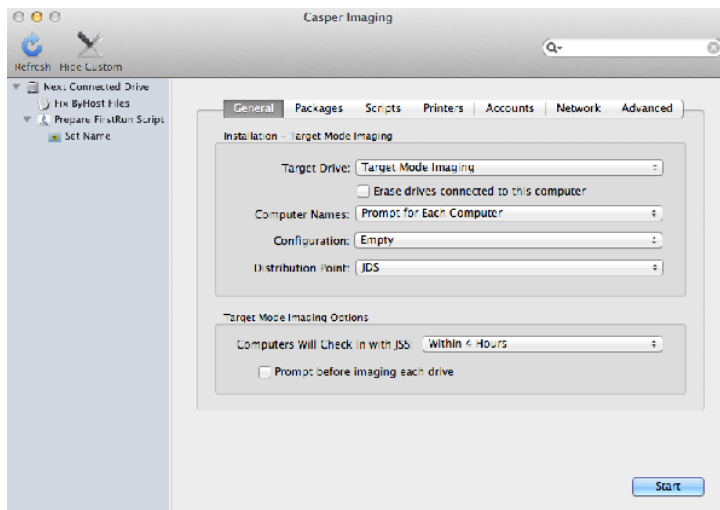 Casper Imaging
Refresh Hide Custom
Next Connected Drive
Fix ByHost Files
Prepare FirstRun Script
Set Name
General Packages Scripts Printers Accounts Network Advanced
Installation - Target Mode Imaging
Target Drive: Target Mode Imaging
Erase drives connected to this computer
Computer Names: Prompt for Each Computer
Configuration: Empty
Distribution Point: JDS
Target Mode Imaging Options
Computers Will Check in with JSS: Within 4 Hours
Prompt before imaging each drive
Start